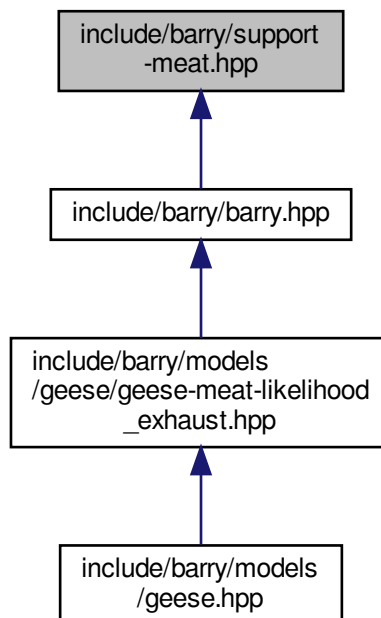 include/barry/support
-meat.hpp
include/barry/barry.hpp
include/barry/models
/geese/geese-meat-likelihood
_exhaust.hpp
include/barry/models
/geese.hpp